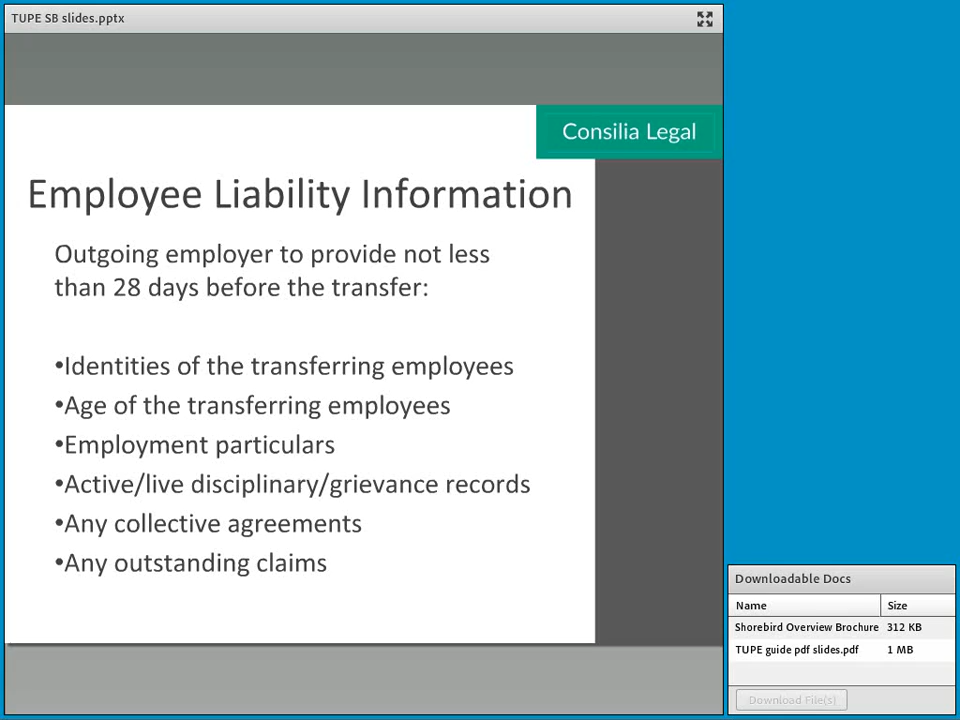 TUPE SB slides.pptx
Consilia Legal
Employee Liability Information
Outgoing employer to provide not less
than 28 days before the transfer:
•Identities of the transferring employees
•Age of the transferring employees
•Employment particulars
•Active/live disciplinary/grievance records
•Any collective agreements
•Any outstanding claims
Downloadable Docs
Name Size
Shorebird Overview Brochure 312 KB
TUPE guide pdf slides.pdf 1 MB
Download File(s)